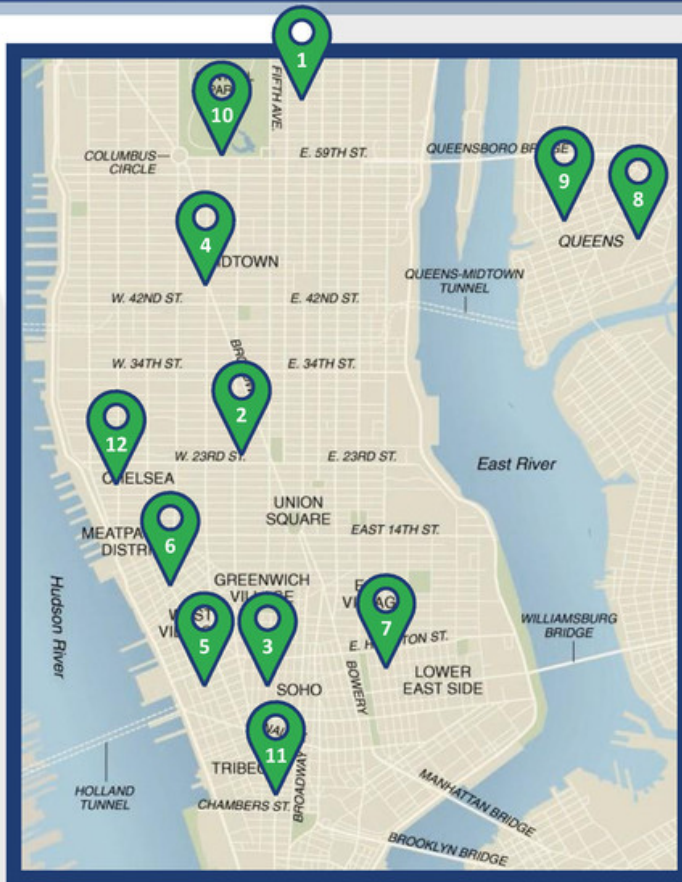 1
FIFTH AVE.
PARK
10
COLUMBUS
CIRCLE
E. 59TH ST.
QUEENSBORO
9
8
QUEENS
4
QUEENS-MIDTOWN
TUNNEL
W. 42ND ST.
E. 42ND ST.
W. 34TH ST.
E. 34TH ST.
2
12
W. 23RD ST.
E. 23RD ST.
East River
CHELSEA
UNION
SQUARE
EAST 14TH ST.
6
GREENWICH
Hudson River
7
5
3
WILLIAMSBURG
BRIDGE
LOWER
EAST SIDE
SOHO
BOWERY
11
HOLLAND
TUNNEL
CHAMBERS ST.
BROADWAY
MANHATTAN BRIDGE
BROOKLYN BRIDGE